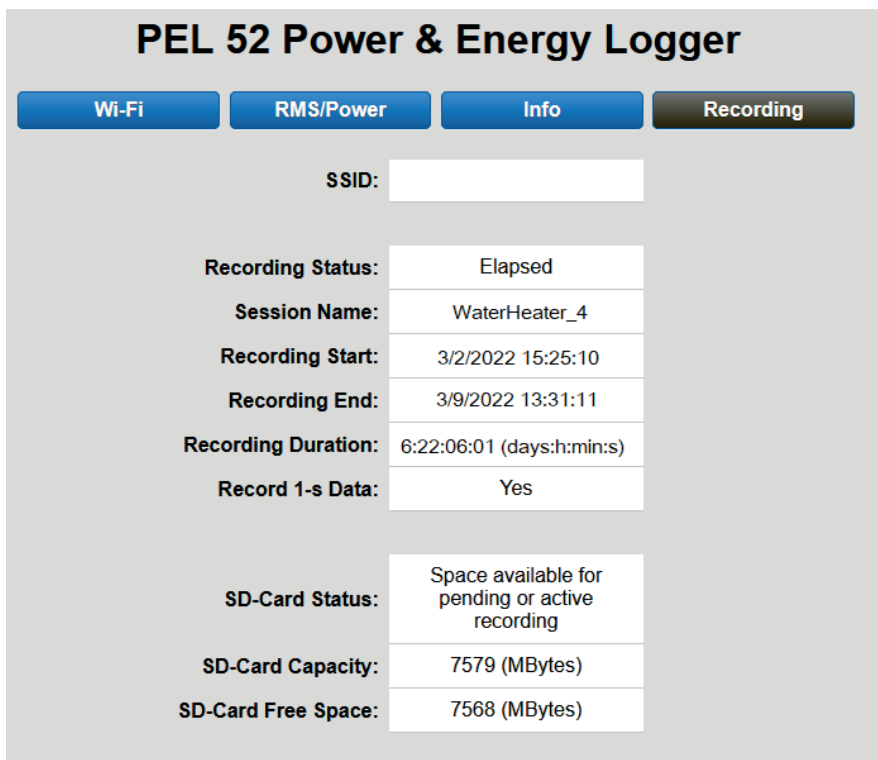 PEL 52 Power & Energy Logger
Wi-Fi RMS/Power Info Recording
SSID:
Recording Status: Elapsed
Session Name: WaterHeater_4
Recording Start: 3/2/2022 15:25:10
Recording End: 3/9/2022 13:31:11
Recording Duration: 6:22:06:01 (days:h:min:s)
Record 1-s Data: Yes
SD-Card Status: Space available for
pending or active
recording
SD-Card Capacity: 7579 (MBytes)
SD-Card Free Space: 7568 (MBytes)